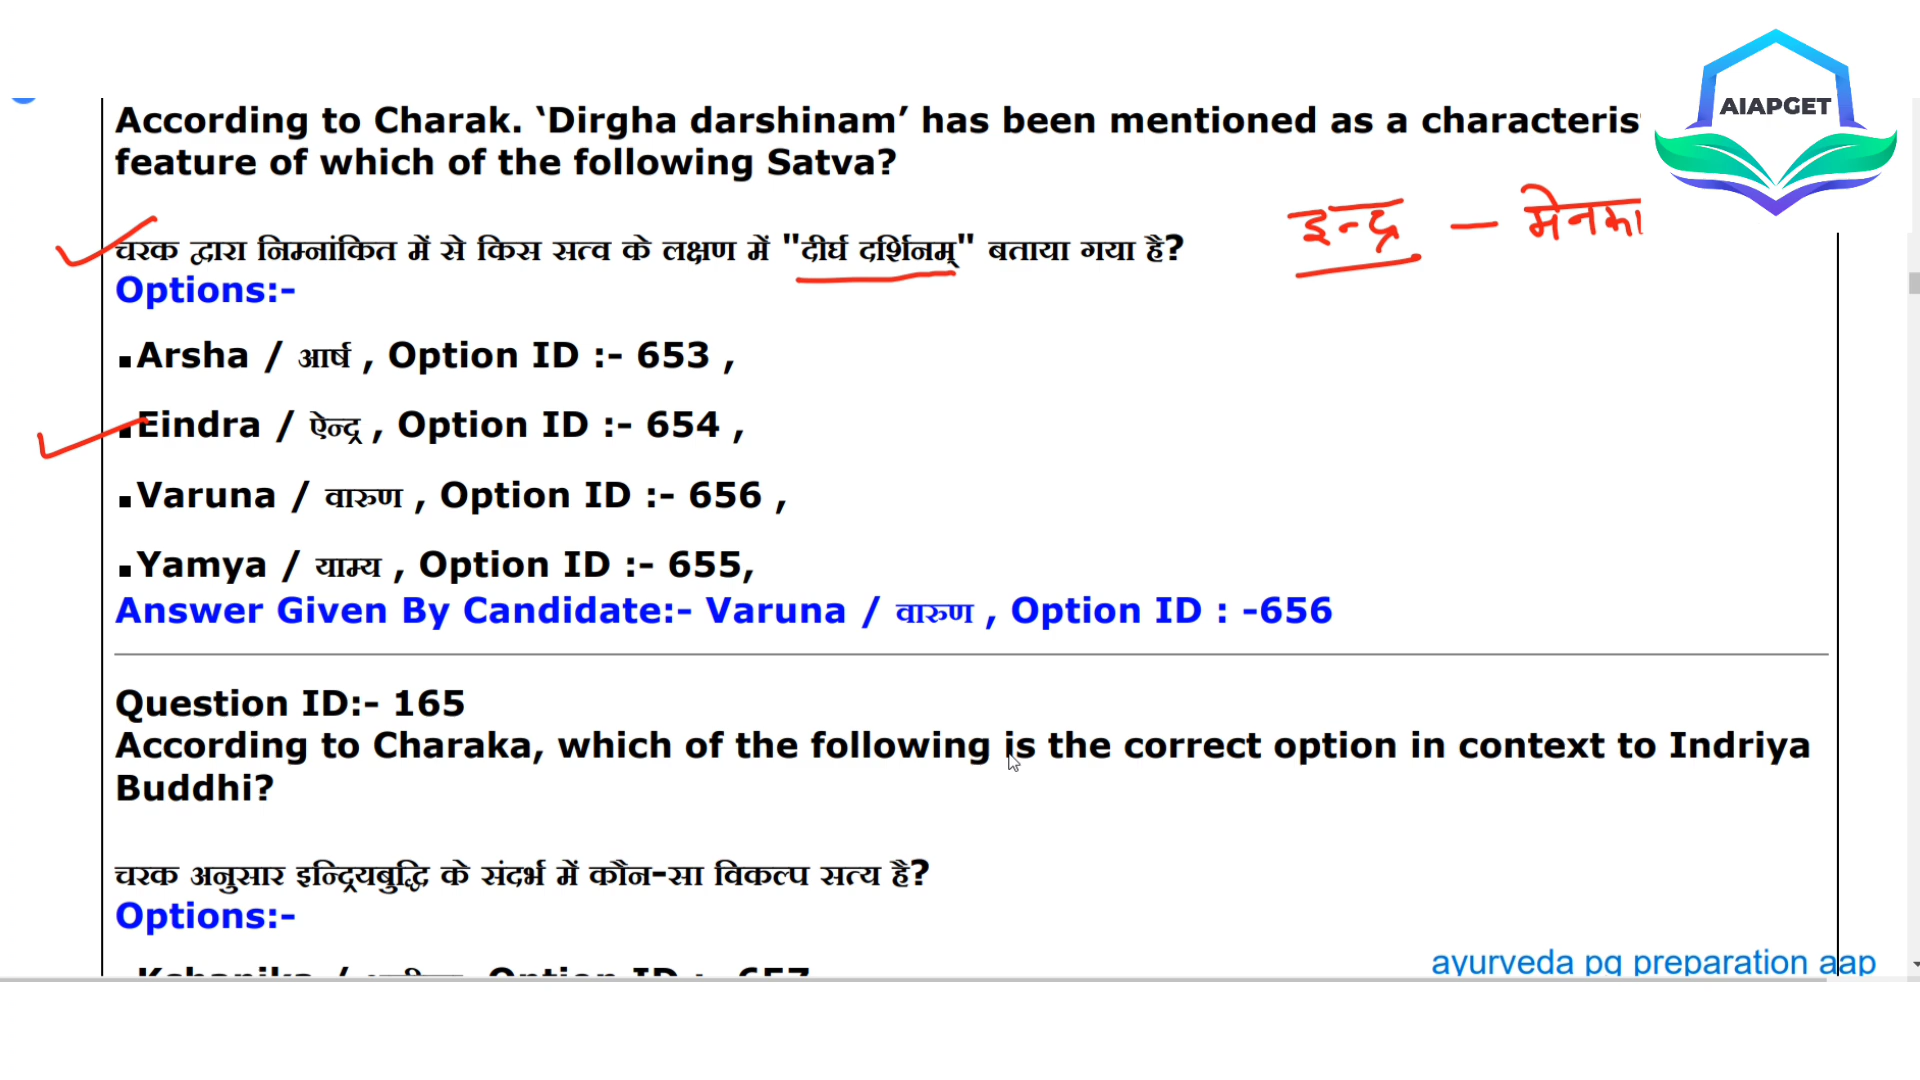 According to Charak. ‘Dirgha darshinam’ has been mentioned as a characteris
feature of which of the following Satva?
AIAPGET
इन्द्र — मेनका
चरक द्वारा निम्नांकित में से किस सत्व के लक्षण में "दीर्घ दर्शिनम्" बताया गया है?
Options:-
Arsha / आर्ष , Option ID :- 653 ,
Eindra / ऐन्द्र , Option ID :- 654 ,
Varuna / वारुण , Option ID :- 656 ,
Yamya / याम्य , Option ID :- 655,
Answer Given By Candidate:- Varuna / वारुण , Option ID : -656
Question ID:- 165
According to Charaka, which of the following is the correct option in context to Indriya
Buddhi?
चरक अनुसार इन्द्रियबुद्धि के संदर्भ में कौन-सा विकल्प सत्य है?
Options:-
Kshanika / Option ID :- 657
ayurveda pg preparation aap